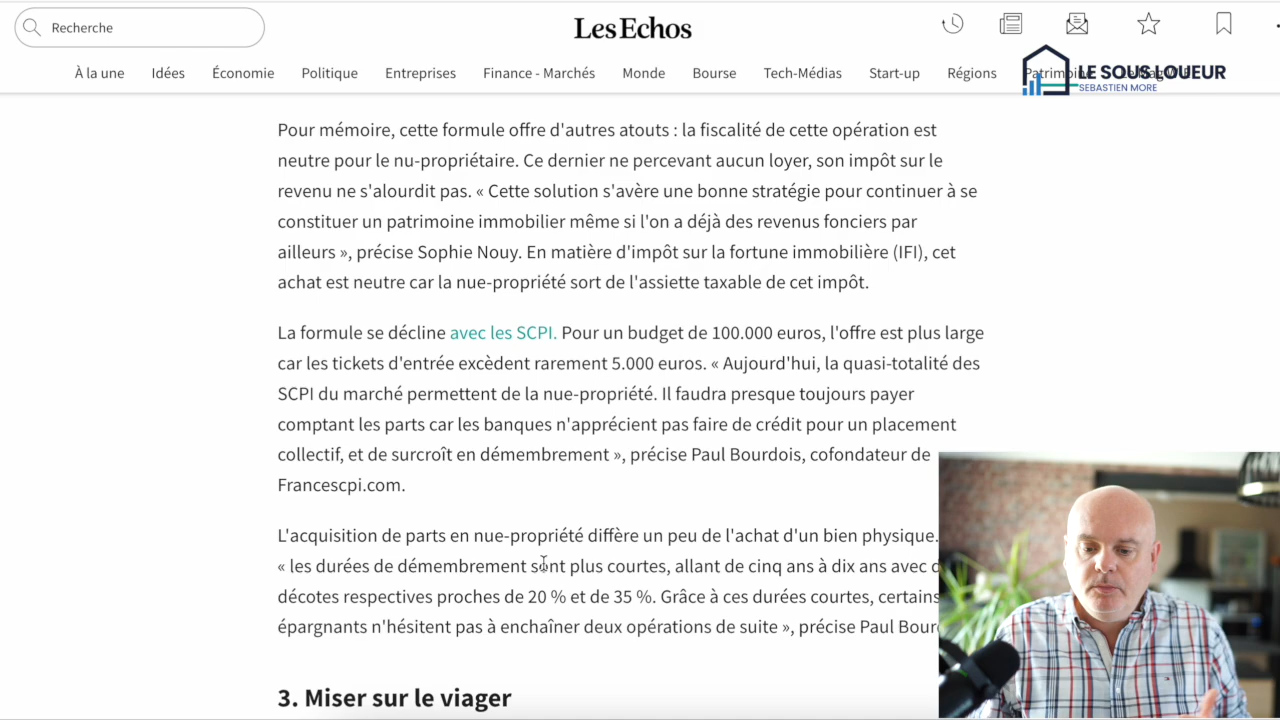 Recherche
Les Echos
À la une Idées Économie Politique Entreprises Finance - Marchés Monde Bourse Tech-Médias Start-up Régions Patrimoine
LE SOUS LOUEUR
SEBASTIEN MORE
Pour mémoire, cette formule offre d'autres atouts : la fiscalité de cette opération est
neutre pour le nu-propriétaire. Ce dernier ne percevant aucun loyer, son impôt sur le
revenu ne s'alourdit pas. « Cette solution s'avère une bonne stratégie pour continuer à se
constituer un patrimoine immobilier même si l'on a déjà des revenus fonciers par
ailleurs », précise Sophie Nouy. En matière d'impôt sur la fortune immobilière (IFI), cet
achat est neutre car la nue-propriété sort de l'assiette taxable de cet impôt.
La formule se décline avec les SCPI. Pour un budget de 100.000 euros, l'offre est plus large
car les tickets d'entrée excèdent rarement 5.000 euros. « Aujourd'hui, la quasi-totalité des
SCPI du marché permettent de la nue-propriété. Il faudra presque toujours payer
comptant les parts car les banques n'apprécient pas faire de crédit pour un placement
collectif, et de surcroît en démembrement », précise Paul Bourdois, cofondateur de
Francescpi.com.
L'acquisition de parts en nue-propriété diffère un peu de l'achat d'un bien physique.
« les durées de démembrement sont plus courtes, allant de cinq ans à dix ans avec
décotes respectives proches de 20 % et de 35 %. Grâce à ces durées courtes, certains
épargnants n'hésitent pas à enchaîner deux opérations de suite », précise Paul
3. Miser sur le viager